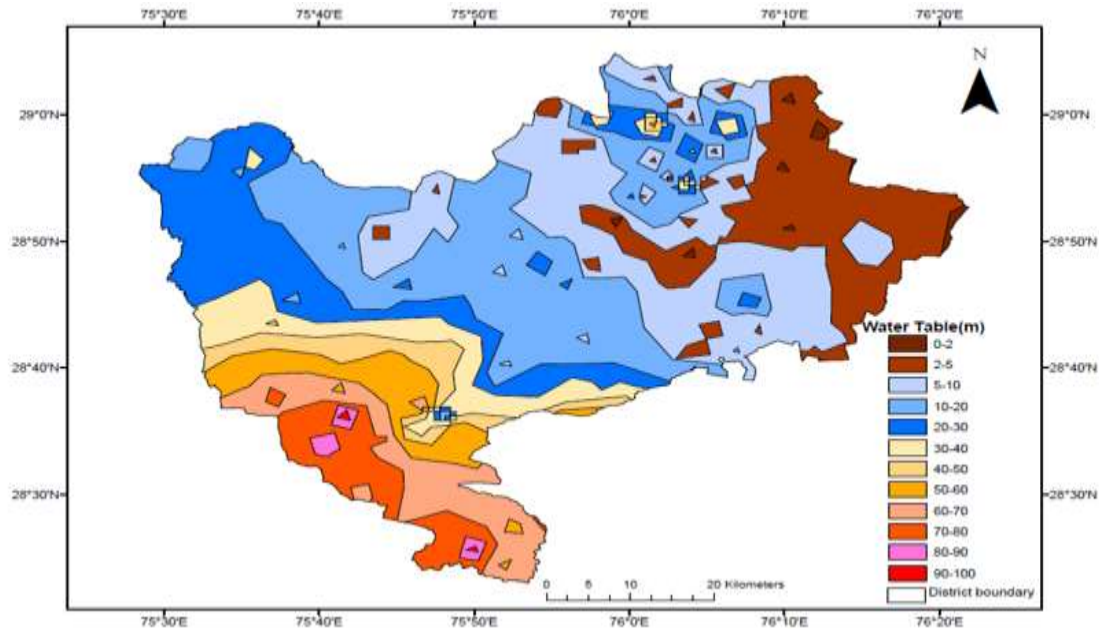 75°30'E 75°40'E 75°50'E 76°0'E 76°10'E 76°20'E
N
29°0'N 29°0'N
28°50'N 28°50'N
Water Table(m)
0-2
2-5
5-10
28°40'N 28°40'N
10-20
20-30
30-40
40-50
50-60
28°30'N 28°30'N
60-70
70-80
80-90
90-100
District boundary
0 5 10 20 Kilometers
75°30'E 75°40'E 75°50'E 76°0'E 76°10'E 76°20'E